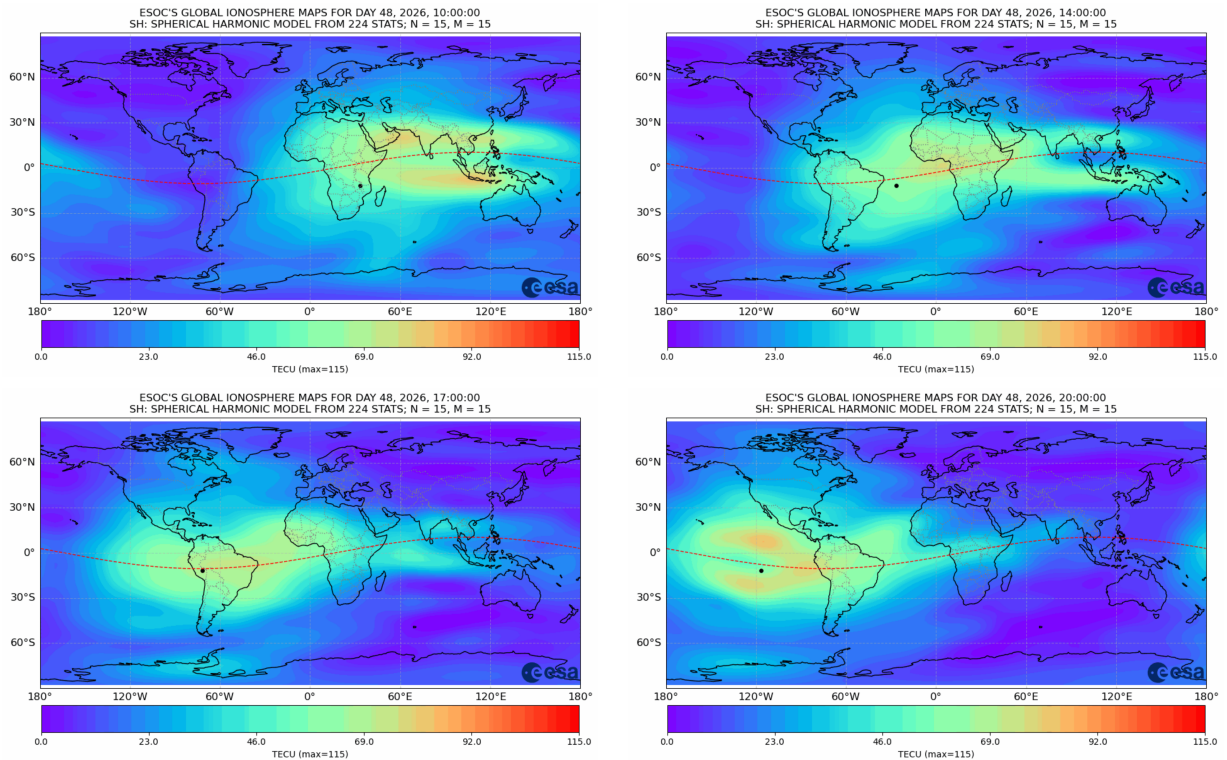 ESOC'S GLOBAL IONOSPHERE MAPS FOR DAY 48, 2026, 10:00:00
SH: SPHERICAL HARMONIC MODEL FROM 224 STATS; N = 15, M = 15
60°N
30°N
0°
30°S
60°S
esa
180° 120°W 60°W 0° 60°E 120°E 180°
0.0 23.0 46.0 69.0 92.0 115.0
TECU (max=115)
ESOC'S GLOBAL IONOSPHERE MAPS FOR DAY 48, 2026, 14:00:00
SH: SPHERICAL HARMONIC MODEL FROM 224 STATS; N = 15, M = 15
60°N
30°N
0°
30°S
60°S
esa
180° 120°W 60°W 0° 60°E 120°E 180°
0.0 23.0 46.0 69.0 92.0 115.0
TECU (max=115)
ESOC'S GLOBAL IONOSPHERE MAPS FOR DAY 48, 2026, 17:00:00
SH: SPHERICAL HARMONIC MODEL FROM 224 STATS; N = 15, M = 15
60°N
30°N
0°
30°S
60°S
esa
180° 120°W 60°W 0° 60°E 120°E 180°
0.0 23.0 46.0 69.0 92.0 115.0
TECU (max=115)
ESOC'S GLOBAL IONOSPHERE MAPS FOR DAY 48, 2026, 20:00:00
SH: SPHERICAL HARMONIC MODEL FROM 224 STATS; N = 15, M = 15
60°N
30°N
0°
30°S
60°S
esa
180° 120°W 60°W 0° 60°E 120°E 180°
0.0 23.0 46.0 69.0 92.0 115.0
TECU (max=115)